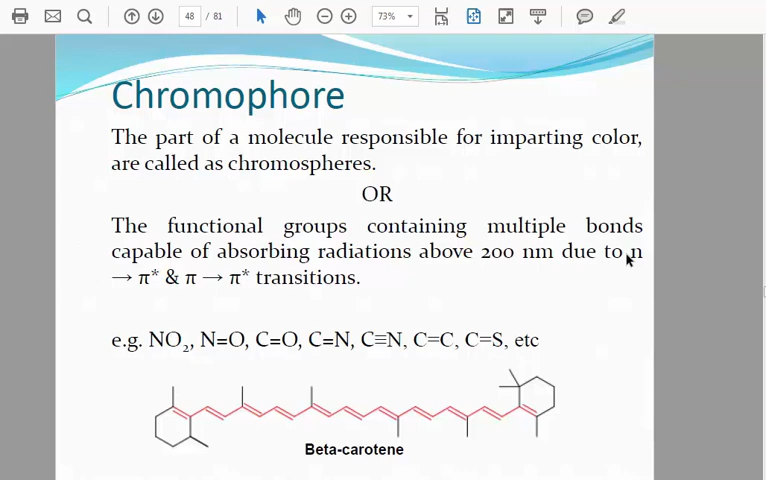 48 / 81 73%
Chromophore
The part of a molecule responsible for imparting color,
are called as chromospheres.
OR
The functional groups containing multiple bonds
capable of absorbing radiations above 200 nm due to n
→ π* & π → π* transitions.
e.g. NO₂, N=O, C=O, C=N, C≡N, C=C, C=S, etc
Beta-carotene